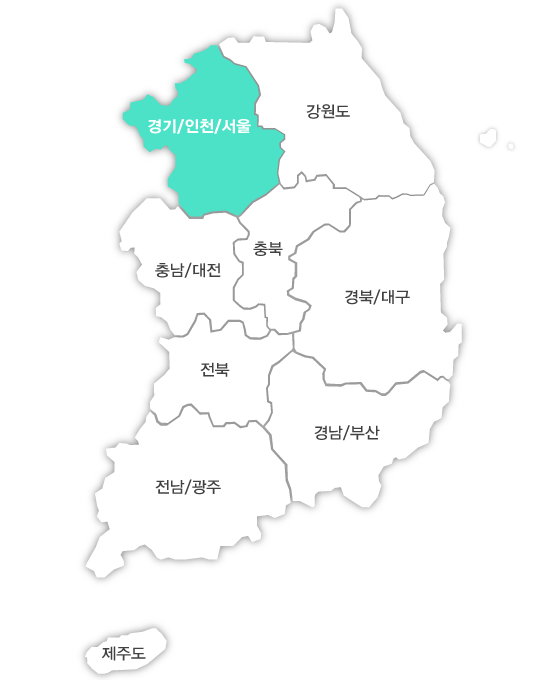 강원도
경기/인천/서울
충북
충남/대전
경북/대구
전북
경남/부산
전남/광주
제주도